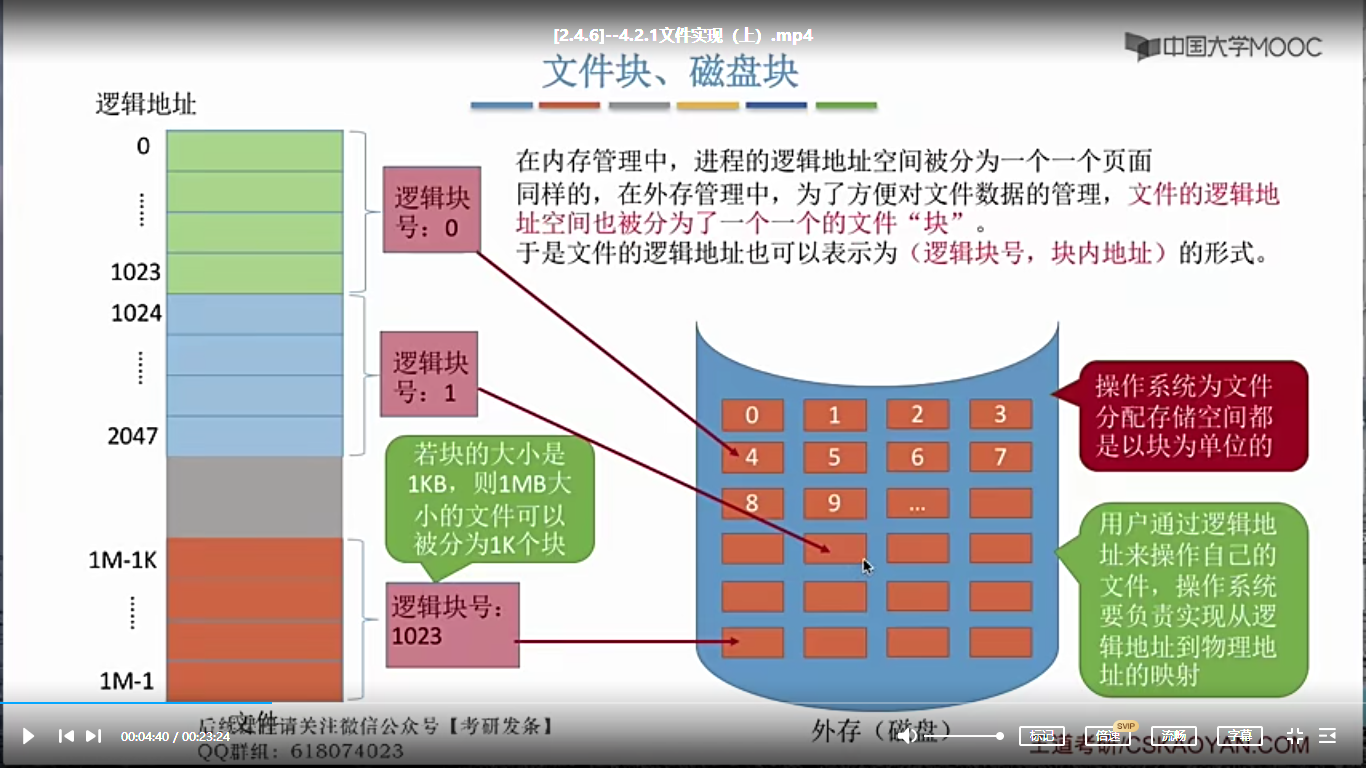 [2.4.6]--4.2.1文件实现（上）.mp4
中国大学MOOC
文件块、磁盘块
逻辑地址
0
1023
1024
2047
1M-1K
1M-1
文件
逻辑块
号：0
逻辑块
号：1
若块的大小是
1KB，则1MB大
小的文件可以
被分为1K个块
逻辑块号：
1023
在内存管理中，进程的逻辑地址空间被分为一个一个页面
同样的，在外存管理中，为了方便对文件数据的管理，文件的逻辑地
址空间也被分为了一个一个的文件“块”。
于是文件的逻辑地址也可以表示为（逻辑块号，块内地址）的形式。
0 1 2 3
4 5 6 7
8 9 ...
外存（磁盘）
操作系统为文件
分配存储空间都
是以块为单位的
用户通过逻辑地
址来操作自己的
文件，操作系统
要负责实现从逻
辑地址到物理地
址的映射
请关注微信公众号【考研发条】
QQ群组：618074023
00:04:40 / 00:23:24
标记
倍速
SVIP
流畅
字幕
王道考研/CSKAOYAN.COM